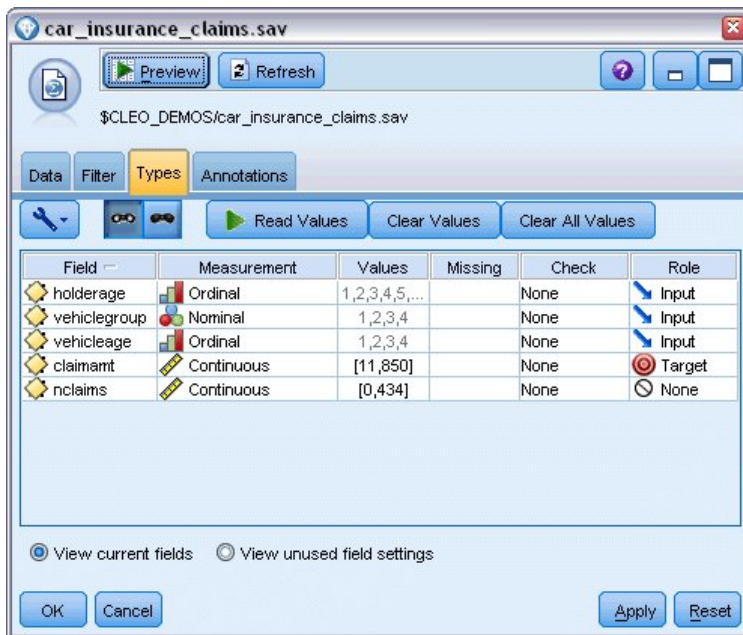 car_insurance_claims.sav
Preview Refresh
$CLEO_DEMOS/car_insurance_claims.sav
Data Filter Types Annotations
Read Values Clear Values Clear All Values
Field Measurement Values Missing Check Role
holderage Ordinal 1,2,3,4,5,... None Input
vehiclegroup Nominal 1,2,3,4 None Input
vehicleage Ordinal 1,2,3,4 None Input
claimamt Continuous [11,850] None Target
nclaims Continuous [0,434] None None
View current fields View unused field settings
OK Cancel Apply Reset